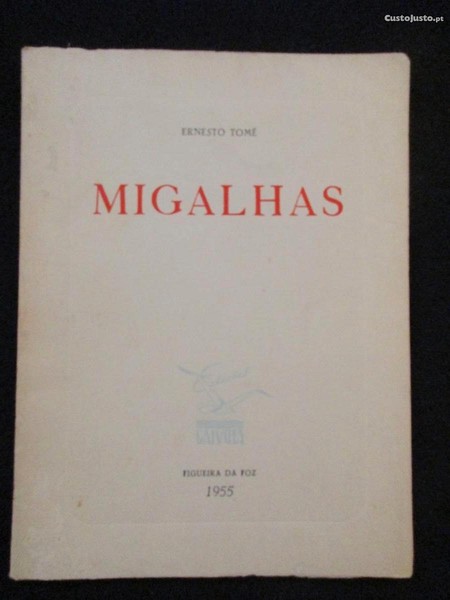 CustoJusto.pt
ERNESTO TOMÉ
MIGALHAS
GAIVOTA
FIGUEIRA DA FOZ
1955